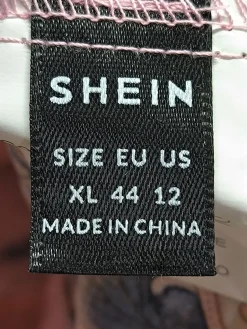 SHEIN
SIZE EU US
XL 44 12
MADE IN CHINA